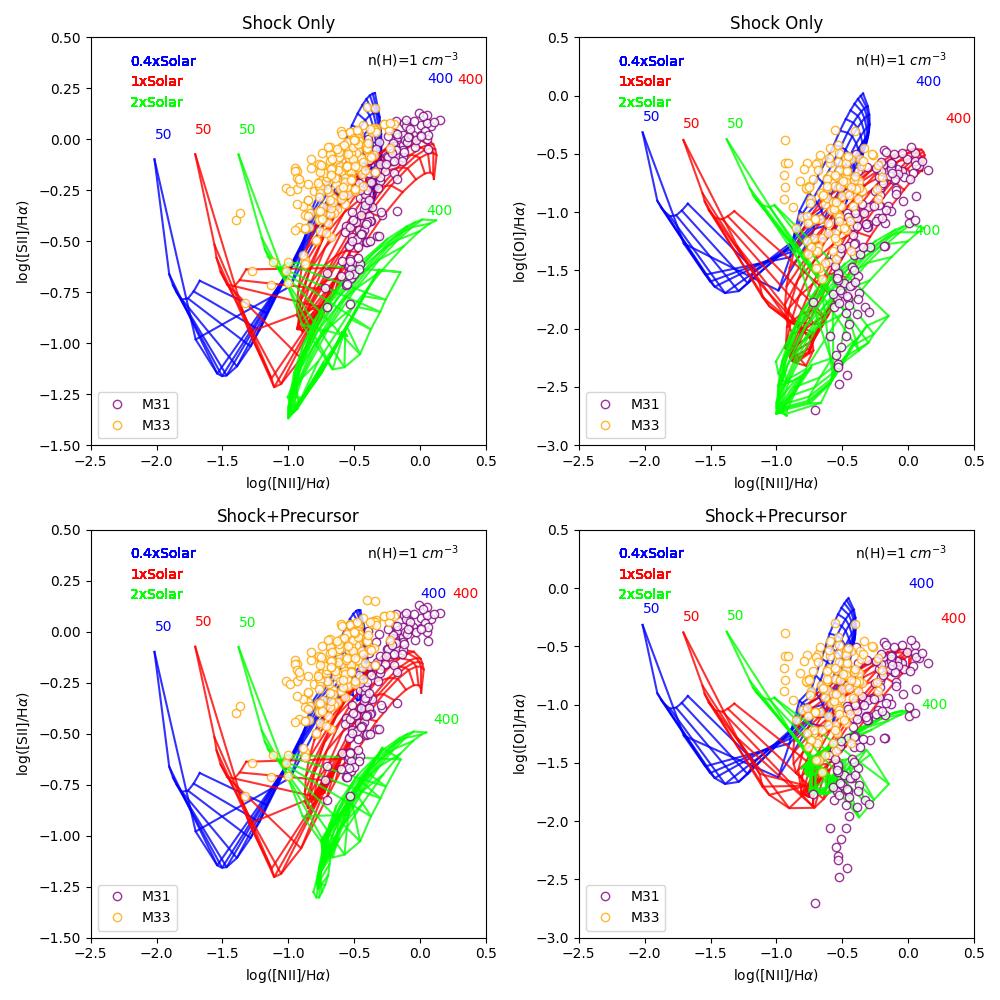 Shock Only
0.50
0.25
0.00
−0.25
−0.50
−0.75
−1.00
−1.25
−1.50
log([SII]/Hα)
0.4xSolar
1xSolar
2xSolar
n(H)=1 cm⁻³
400 400
50 50 50
400
M31
M33
−2.5 −2.0 −1.5 −1.0 −0.5 0.0 0.5
log([NII]/Hα)
Shock Only
0.5
0.0
−0.5
−1.0
−1.5
−2.0
−2.5
−3.0
log([OI]/Hα)
0.4xSolar
1xSolar
2xSolar
n(H)=1 cm⁻³
400
400
50 50 50
400
M31
M33
−2.5 −2.0 −1.5 −1.0 −0.5 0.0 0.5
log([NII]/Hα)
Shock+Precursor
0.50
0.25
0.00
−0.25
−0.50
−0.75
−1.00
−1.25
−1.50
log([SII]/Hα)
0.4xSolar
1xSolar
2xSolar
n(H)=1 cm⁻³
400 400
50 50 50
400
M31
M33
−2.5 −2.0 −1.5 −1.0 −0.5 0.0 0.5
log([NII]/Hα)
Shock+Precursor
0.5
0.0
−0.5
−1.0
−1.5
−2.0
−2.5
−3.0
log([OI]/Hα)
0.4xSolar
1xSolar
2xSolar
n(H)=1 cm⁻³
400
400
50 50 50
400
M31
M33
−2.5 −2.0 −1.5 −1.0 −0.5 0.0 0.5
log([NII]/Hα)